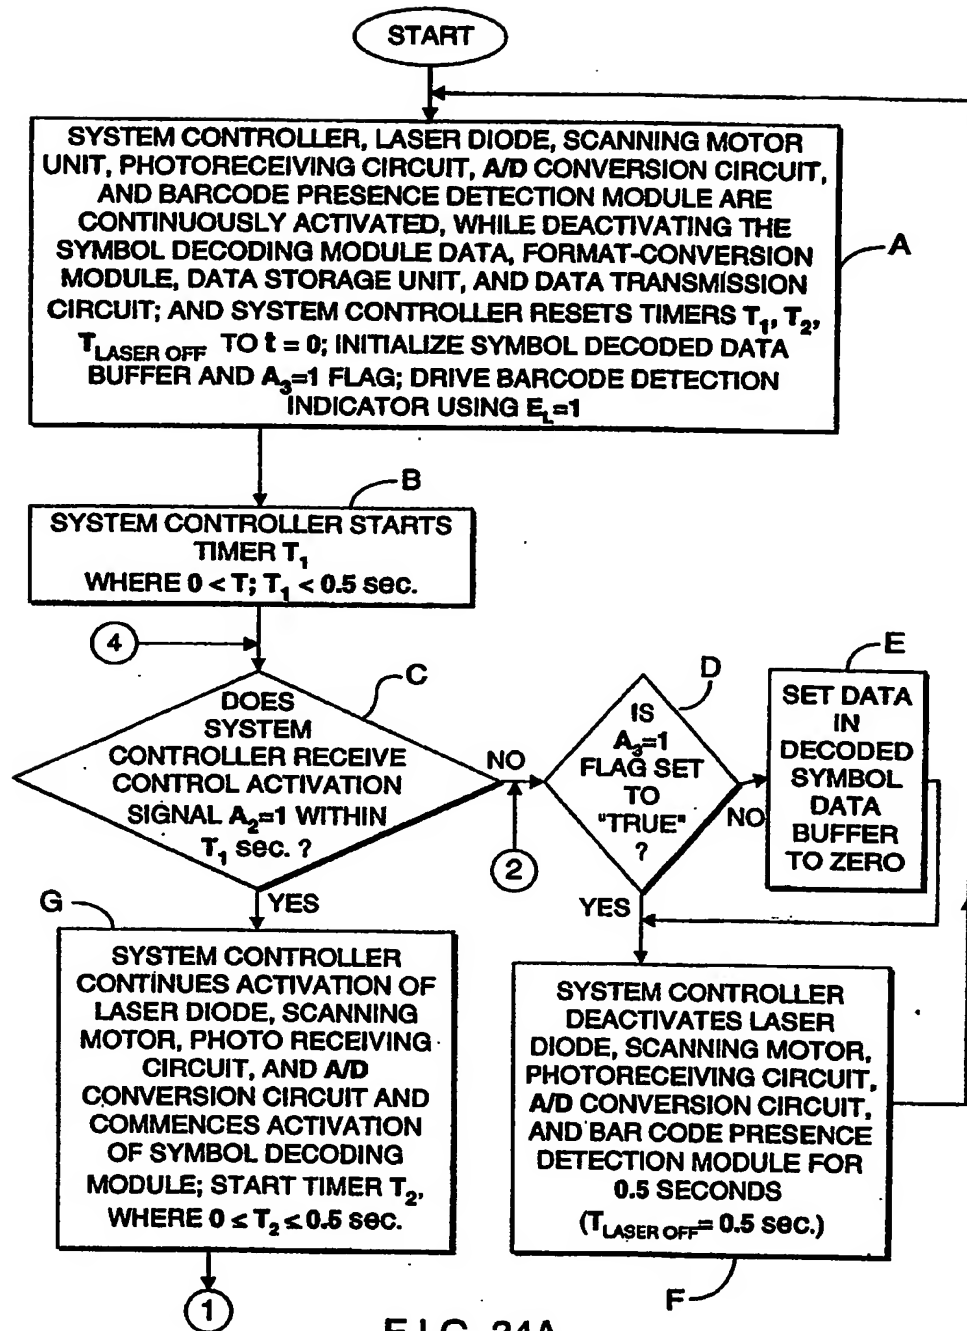 START
SYSTEM CONTROLLER, LASER DIODE, SCANNING MOTOR
UNIT, PHOTORECEIVING CIRCUIT, A/D CONVERSION CIRCUIT,
AND BARCODE PRESENCE DETECTION MODULE ARE
CONTINUOUSLY ACTIVATED, WHILE DEACTIVATING THE
SYMBOL DECODING MODULE DATA, FORMAT-CONVERSION
MODULE, DATA STORAGE UNIT, AND DATA TRANSMISSION
CIRCUIT; AND SYSTEM CONTROLLER RESETS TIMERS T1, T2,
TLASER OFF TO t = 0; INITIALIZE SYMBOL DECODED DATA
BUFFER AND A3=1 FLAG; DRIVE BARCODE DETECTION
INDICATOR USING EL=1
A
B
SYSTEM CONTROLLER STARTS
TIMER T1
WHERE 0 < T; T1 < 0.5 sec.
4
C
DOES
SYSTEM
CONTROLLER RECEIVE
CONTROL ACTIVATION
SIGNAL A2=1 WITHIN
T1 sec. ?
NO
2
YES
D
IS
A3=1
FLAG SET
TO
"TRUE"
?
NO
YES
E
SET DATA
IN
DECODED
SYMBOL
DATA
BUFFER
TO ZERO
G
SYSTEM CONTROLLER
CONTINUES ACTIVATION OF
LASER DIODE, SCANNING
MOTOR, PHOTO RECEIVING
CIRCUIT, AND A/D
CONVERSION CIRCUIT AND
COMMENCES ACTIVATION
OF SYMBOL DECODING
MODULE; START TIMER T2,
WHERE 0 ≤ T2 ≤ 0.5 sec.
1
SYSTEM CONTROLLER
DEACTIVATES LASER
DIODE, SCANNING MOTOR,
PHOTORECEIVING CIRCUIT,
A/D CONVERSION CIRCUIT,
AND BAR CODE PRESENCE
DETECTION MODULE FOR
0.5 SECONDS
(TLASER OFF= 0.5 sec.)
F
FIG. 24A